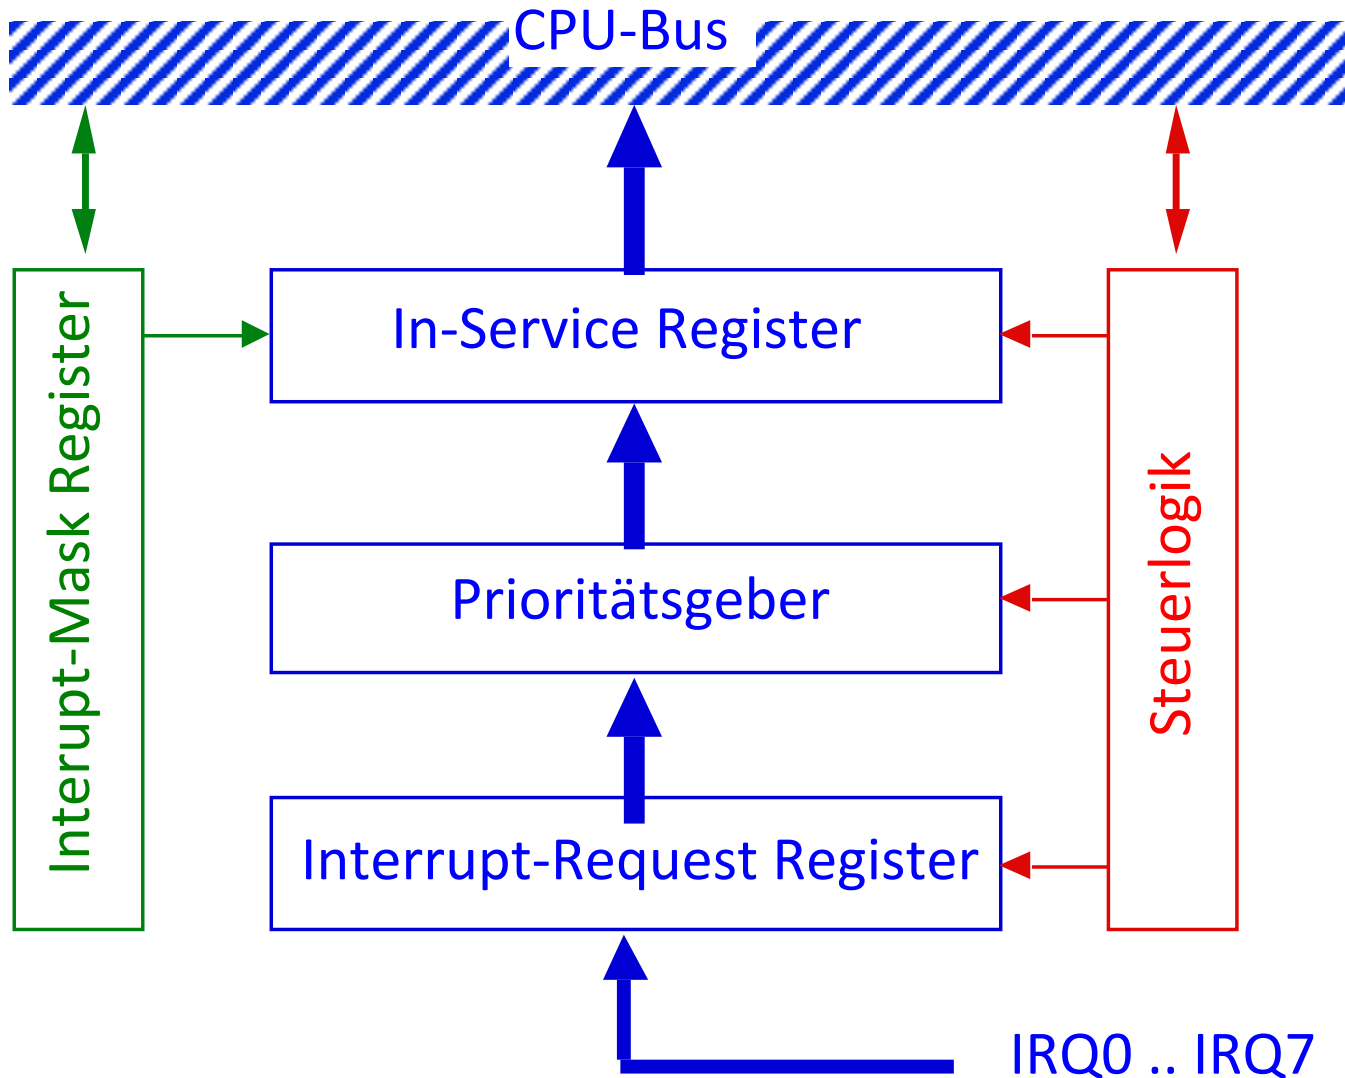 CPU-Bus
Interupt-Mask Register
In-Service Register
Prioritätsgeber
Interrupt-Request Register
Steuerlogik
IRQ0 .. IRQ7